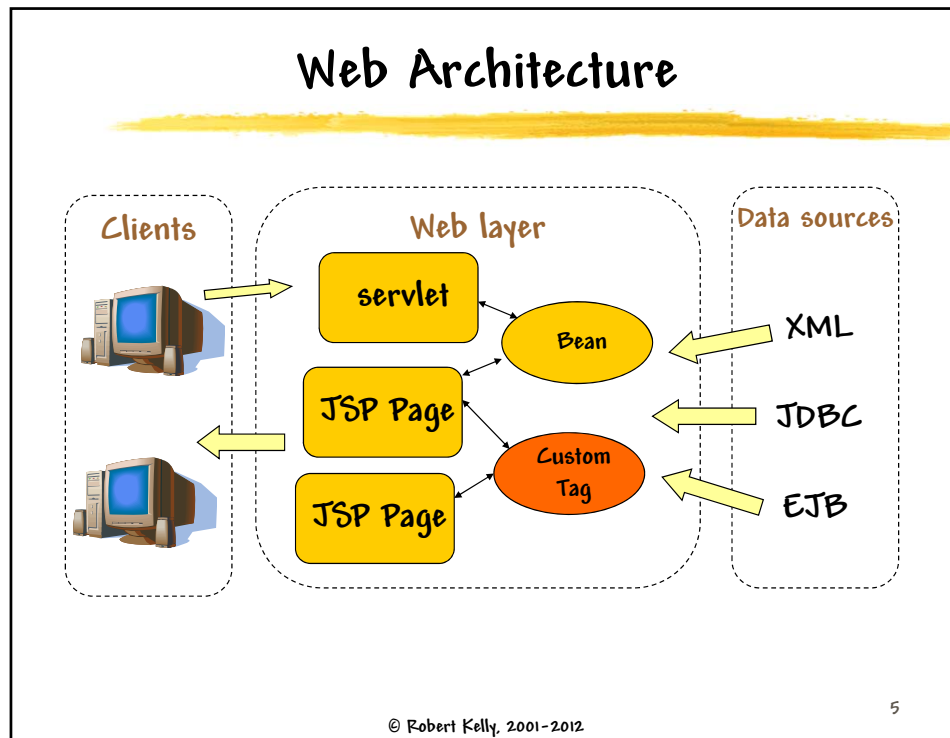 Web Architecture
Clients
Web layer
Data sources
servlet
Bean
XML
JSP Page
JDBC
Custom
Tag
JSP Page
EJB
5
© Robert Kelly, 2001-2012